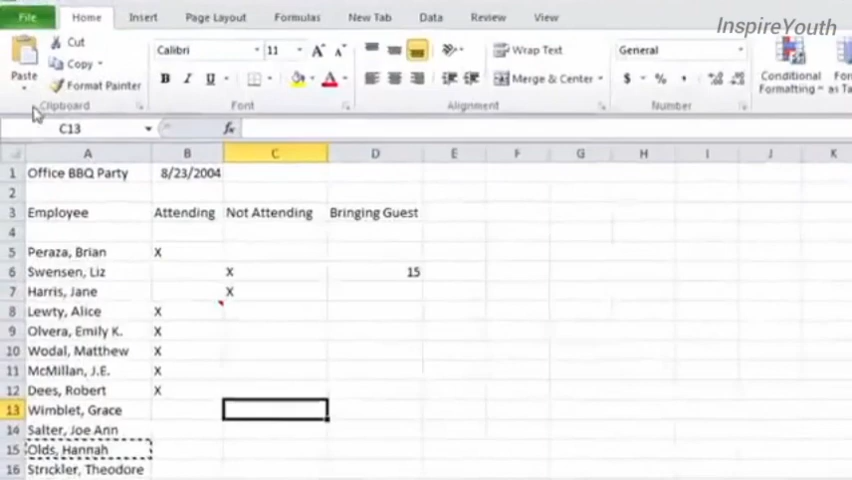 InspireYouth
File Home Insert Page Layout Formulas New Tab Data Review View
Cut
Copy
Format Painter
Paste
Calibri 11
B I U A
Wrap Text
Merge & Center
General
$ % ,
Conditional
Formatting
as Ta
Clipboard Font Alignment Number
C13 fx
A B C D E F G H I J K
1 Office BBQ Party 8/23/2004
2
3 Employee Attending Not Attending Bringing Guest
4
5 Peraza, Brian X
6 Swensen, Liz X 15
7 Harris, Jane X
8 Lewty, Alice X
9 Olvera, Emily K. X
10 Wodal, Matthew X
11 McMillan, J.E. X
12 Dees, Robert X
13 Wimblet, Grace
14 Salter, Joe Ann
15 Olds, Hannah
16 Strickler, Theodore